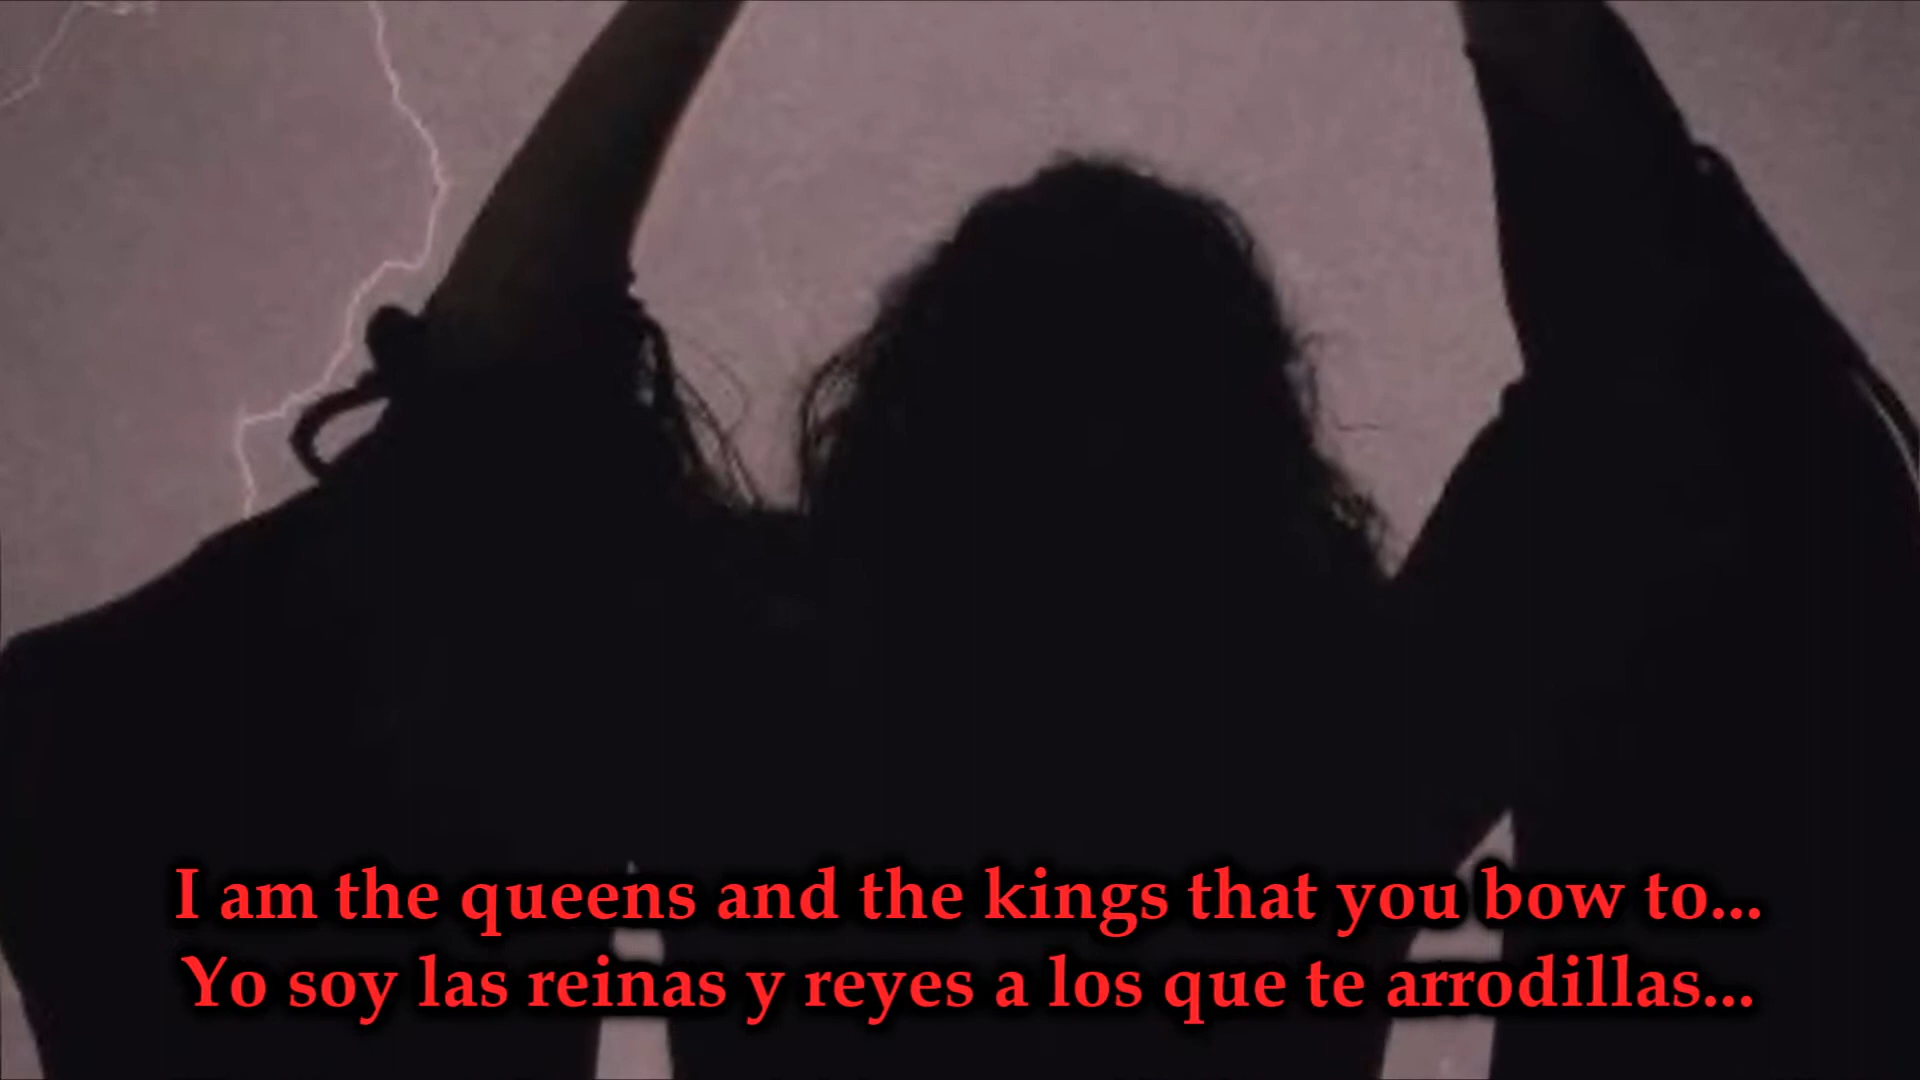 I am the queens and the kings that you bow to...
Yo soy las reinas y reyes a los que te arrodillas...